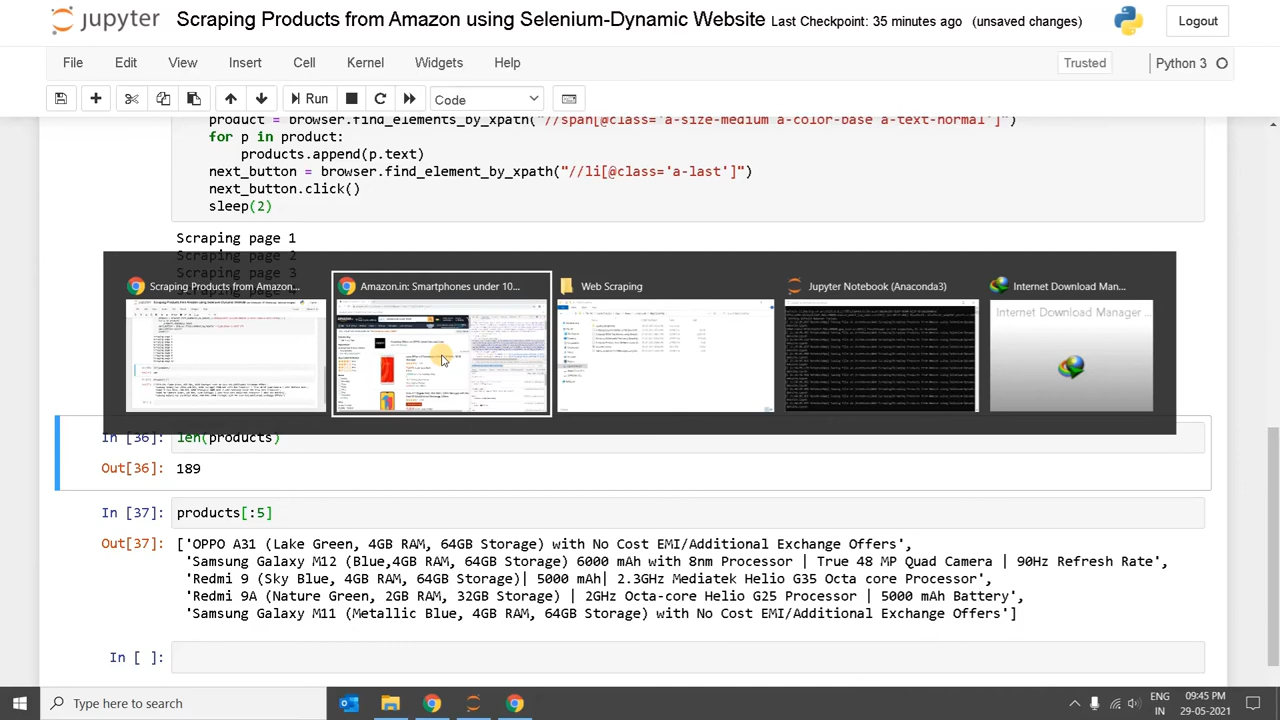 jupyter Scraping Products from Amazon using Selenium-Dynamic Website Last Checkpoint: 35 minutes ago (unsaved changes) Logout
File Edit View Insert Cell Kernel Widgets Help Trusted Python 3
Run Code
product = browser.find_elements_by_xpath("//span[@class='a-size-medium a-color-base a-text-normal']")
for p in product:
products.append(p.text)
next_button = browser.find_element_by_xpath("//li[@class='a-last']")
next_button.click()
sleep(2)
Scraping page 1
Scraping page 2
Scraping page 3
Scraping Products from Amazon... Amazon.in: Smartphones under 10... Web Scraping Jupyter Notebook (Anaconda3) Internet Download Man...
Internet Download Manager ...
In [36]:
Out[36]: 189
In [37]: products[:5]
Out[37]: ['OPPO A31 (Lake Green, 4GB RAM, 64GB Storage) with No Cost EMI/Additional Exchange Offers',
'Samsung Galaxy M12 (Blue,4GB RAM, 64GB Storage) 6000 mAh with 8nm Processor | True 48 MP Quad Camera | 90Hz Refresh Rate',
'Redmi 9 (Sky Blue, 4GB RAM, 64GB Storage)| 5000 mAh| 2.3GHz Mediatek Helio G35 Octa core Processor',
'Redmi 9A (Nature Green, 2GB RAM, 32GB Storage) | 2GHz Octa-core Helio G25 Processor | 5000 mAh Battery',
'Samsung Galaxy M11 (Metallic Blue, 4GB RAM, 64GB Storage) with No Cost EMI/Additional Exchange Offers']
In [ ]:
Type here to search
ENG 09:45 PM
IN 29-05-2021